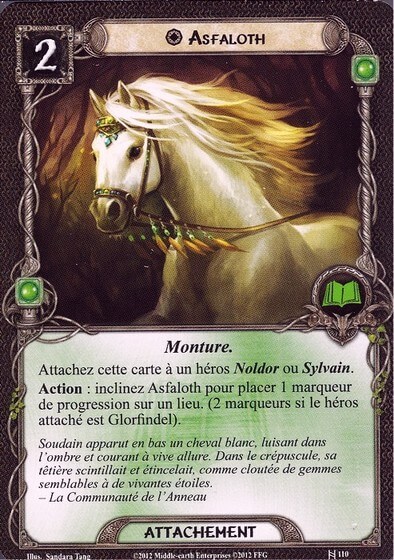 2
Asfaloth
Monture.
Attachez cette carte à un héros Noldor ou Sylvain.
Action : inclinez Asfaloth pour placer 1 marqueur
de progression sur un lieu. (2 marqueurs si le héros
attaché est Glorfindel).
Soudain apparut en bas un cheval blanc, luisant dans
l'ombre et courant à vive allure. Dans le crépuscule, sa
têtière scintillait et étincelait, comme cloutée de gemmes
semblables à de vivantes étoiles.
– La Communauté de l'Anneau
ATTACHEMENT
Illus. Sandara Tang ©2012 Middle-earth Enterprises ©2012 FFG 110